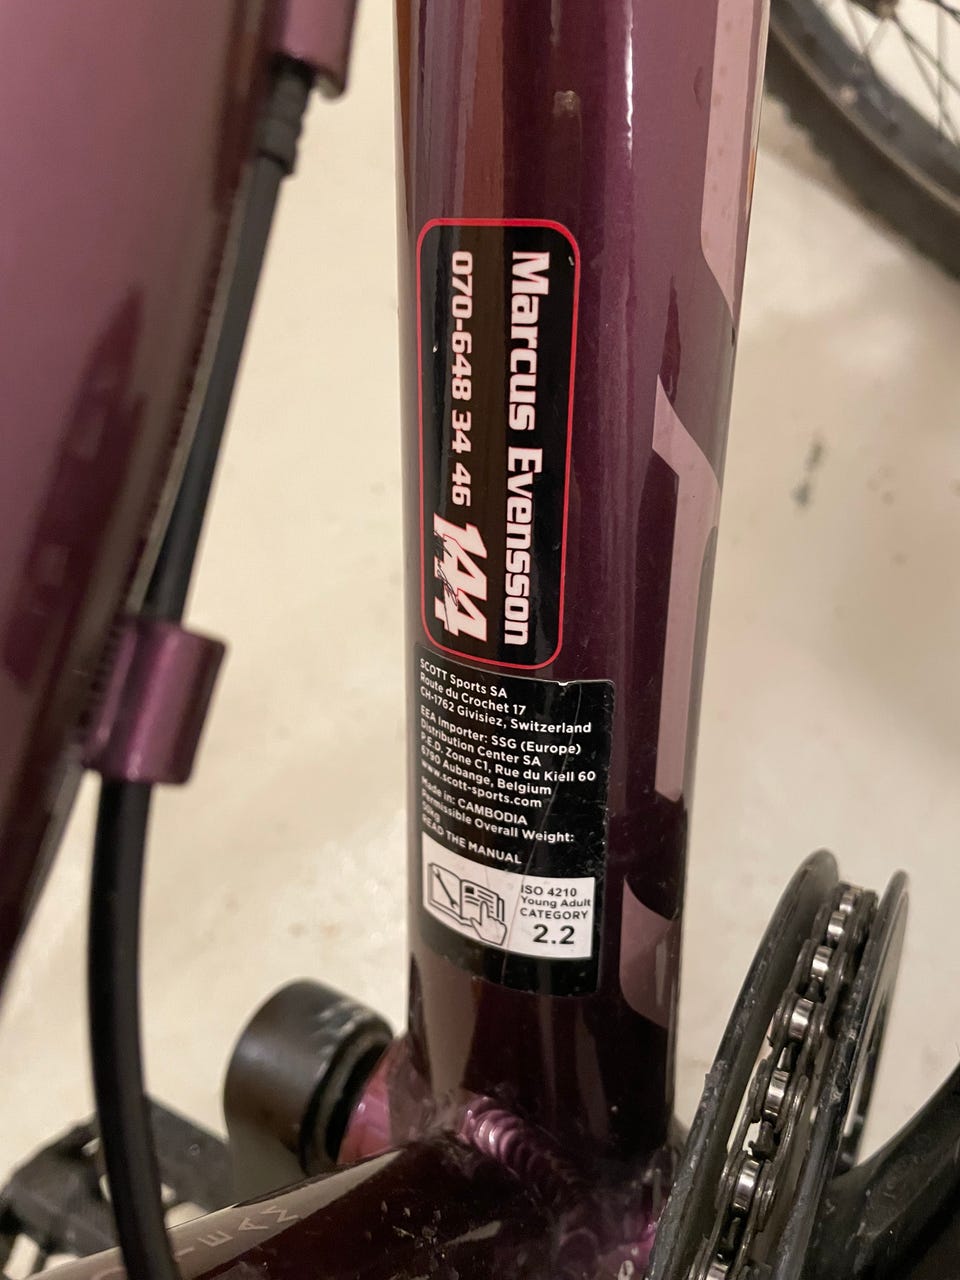 Marcus Evensson
070-648 34 46
144
SCOTT Sports SA
Route du Crochet 17
CH-1762 Givisiez, Switzerland
EEA Importer: SSG (Europe)
Distribution Center SA
P.E.D. Zone C1, Rue du Kiell 60
6790 Aubange, Belgium
www.scott-sports.com
Made in: CAMBODIA
Permissible Overall Weight:
READ THE MANUAL
ISO 4210
Young Adult
CATEGORY
2.2